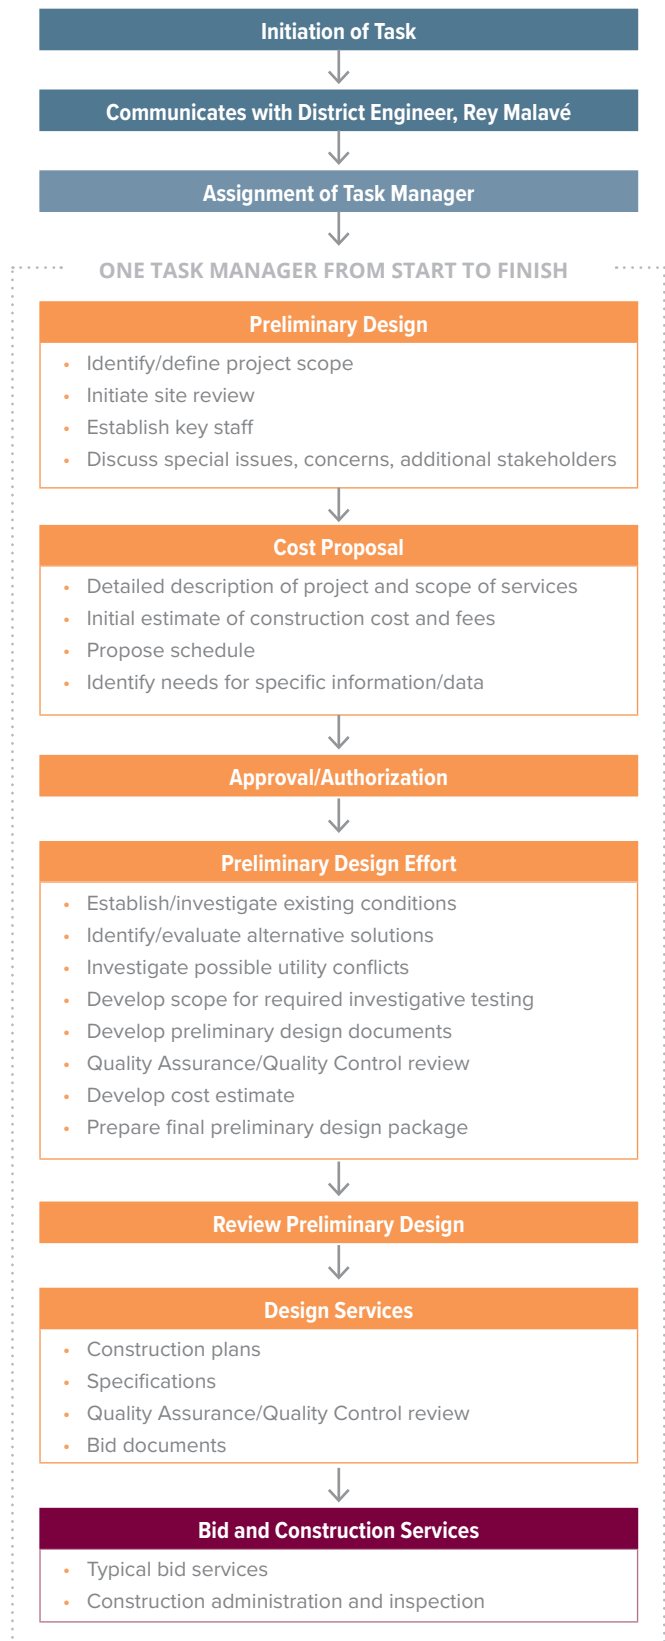 Initiation of Task
Communicates with District Engineer, Rey Malavé
Assignment of Task Manager
ONE TASK MANAGER FROM START TO FINISH
Preliminary Design
• Identify/define project scope
• Initiate site review
• Establish key staff
• Discuss special issues, concerns, additional stakeholders
Cost Proposal
• Detailed description of project and scope of services
• Initial estimate of construction cost and fees
• Propose schedule
• Identify needs for specific information/data
Approval/Authorization
Preliminary Design Effort
• Establish/investigate existing conditions
• Identify/evaluate alternative solutions
• Investigate possible utility conflicts
• Develop scope for required investigative testing
• Develop preliminary design documents
• Quality Assurance/Quality Control review
• Develop cost estimate
• Prepare final preliminary design package
Review Preliminary Design
Design Services
• Construction plans
• Specifications
• Quality Assurance/Quality Control review
• Bid documents
Bid and Construction Services
• Typical bid services
• Construction administration and inspection